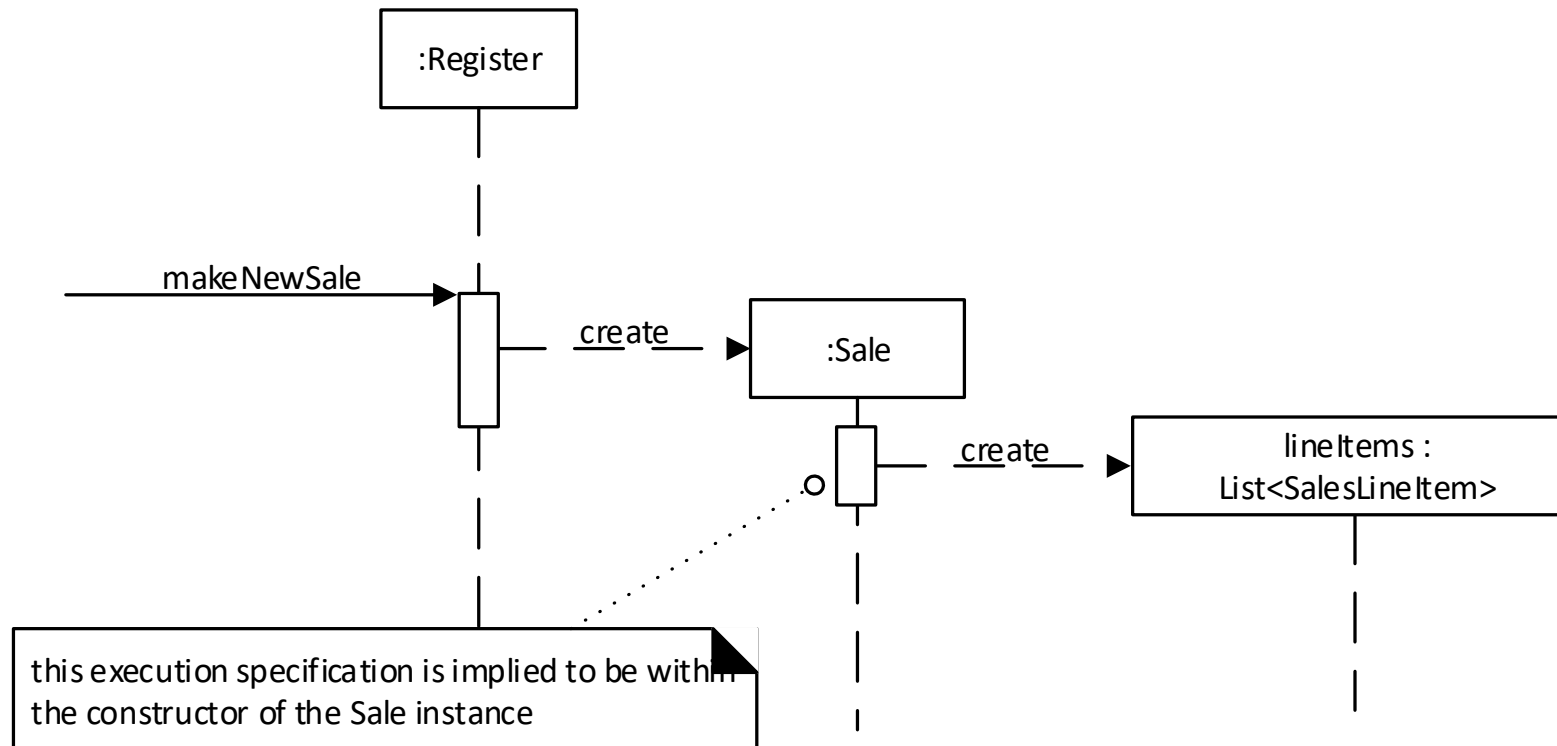 :Register
makeNewSale
create
:Sale
create
lineItems :
List<SalesLineItem>
this execution specification is implied to be within
the constructor of the Sale instance